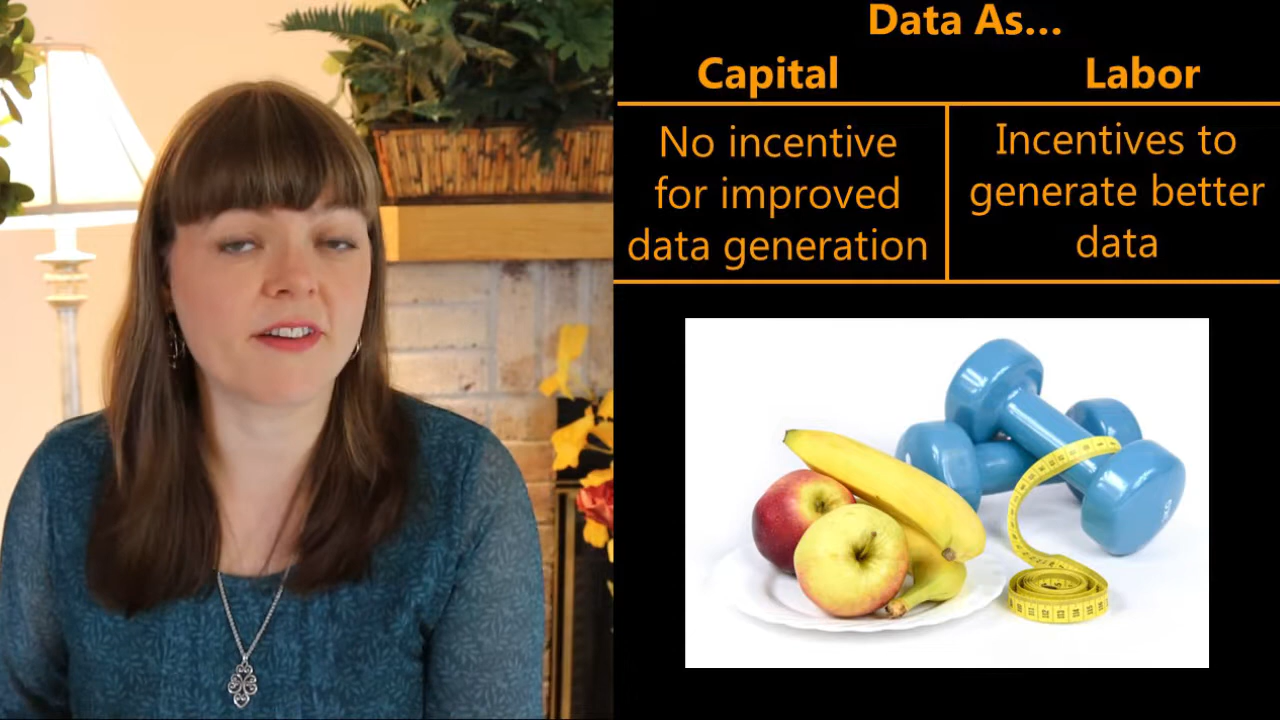 Data As...
Capital
Labor
No incentive
for improved
data generation
Incentives to
generate better
data